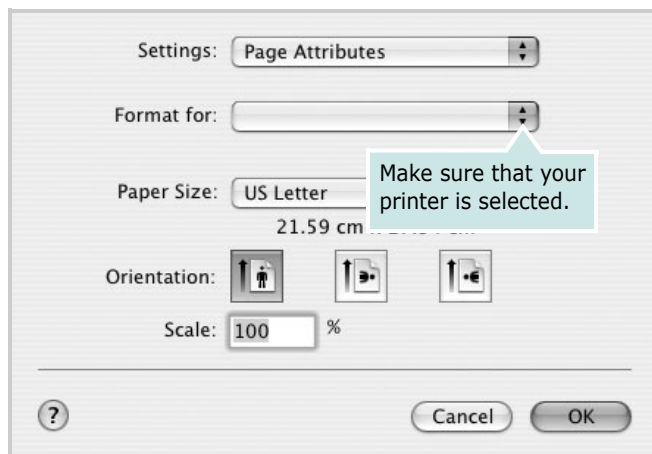 Settings: Page Attributes
Format for:
Make sure that your
printer is selected.
Paper Size: US Letter
21.59 cm
Orientation:
Scale: 100 %
? Cancel OK